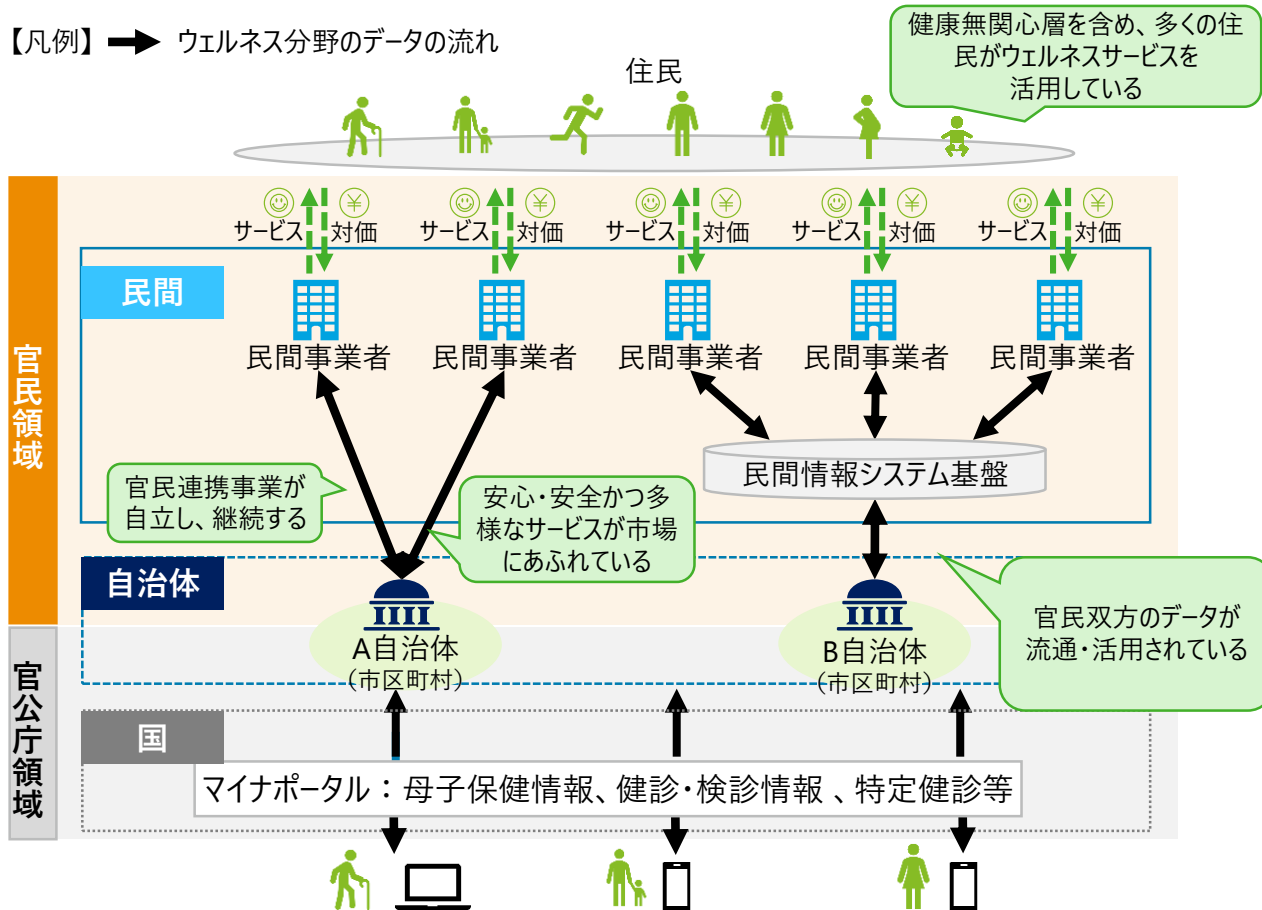 【凡例】 ウェルネス分野のデータの流れ
健康無関心層を含め、多くの住
民がウェルネスサービスを
活用している
住民
サービス ¥ 対価
サービス ¥ 対価
サービス ¥ 対価
サービス ¥ 対価
サービス ¥ 対価
官民領域
民間
民間事業者
民間事業者
民間事業者
民間事業者
民間事業者
民間情報システム基盤
官民連携事業が
自立し、継続する
安心・安全かつ多
様なサービスが市場
にあふれている
自治体
A自治体
(市区町村)
B自治体
(市区町村)
官民双方のデータが
流通・活用されている
官公庁領域
国
マイナポータル：母子保健情報、健診・検診情報 、特定健診等